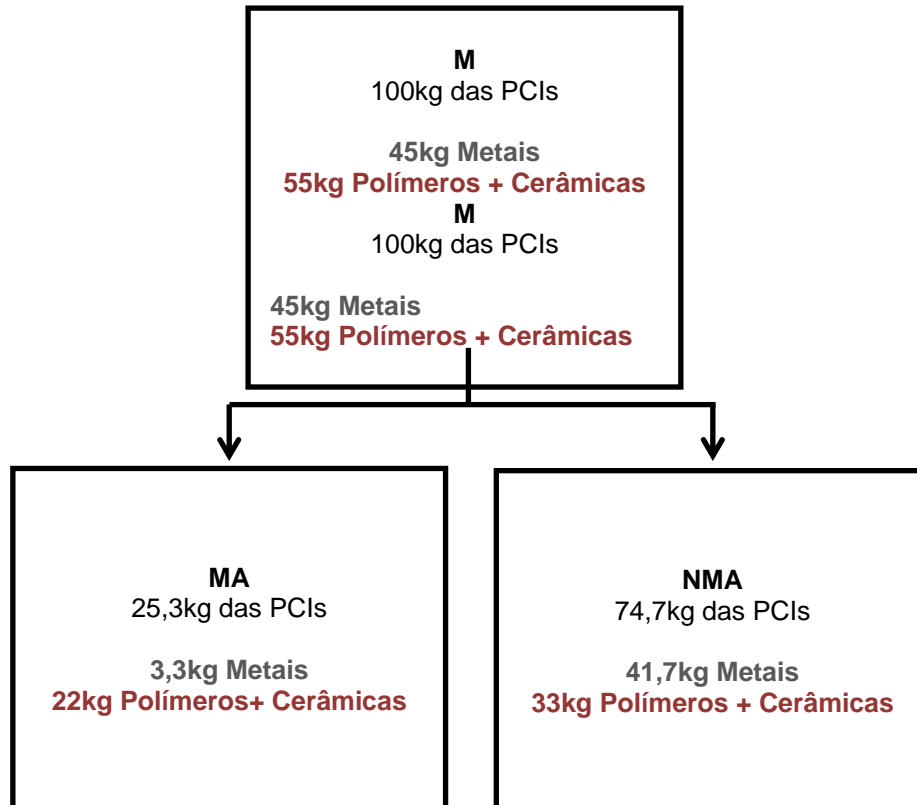 M
100kg das PCIs
45kg Metais
55kg Polímeros + Cerâmicas
M
100kg das PCIs
45kg Metais
55kg Polímeros + Cerâmicas
MA
25,3kg das PCIs
3,3kg Metais
22kg Polímeros+ Cerâmicas
NMA
74,7kg das PCIs
41,7kg Metais
33kg Polímeros + Cerâmicas